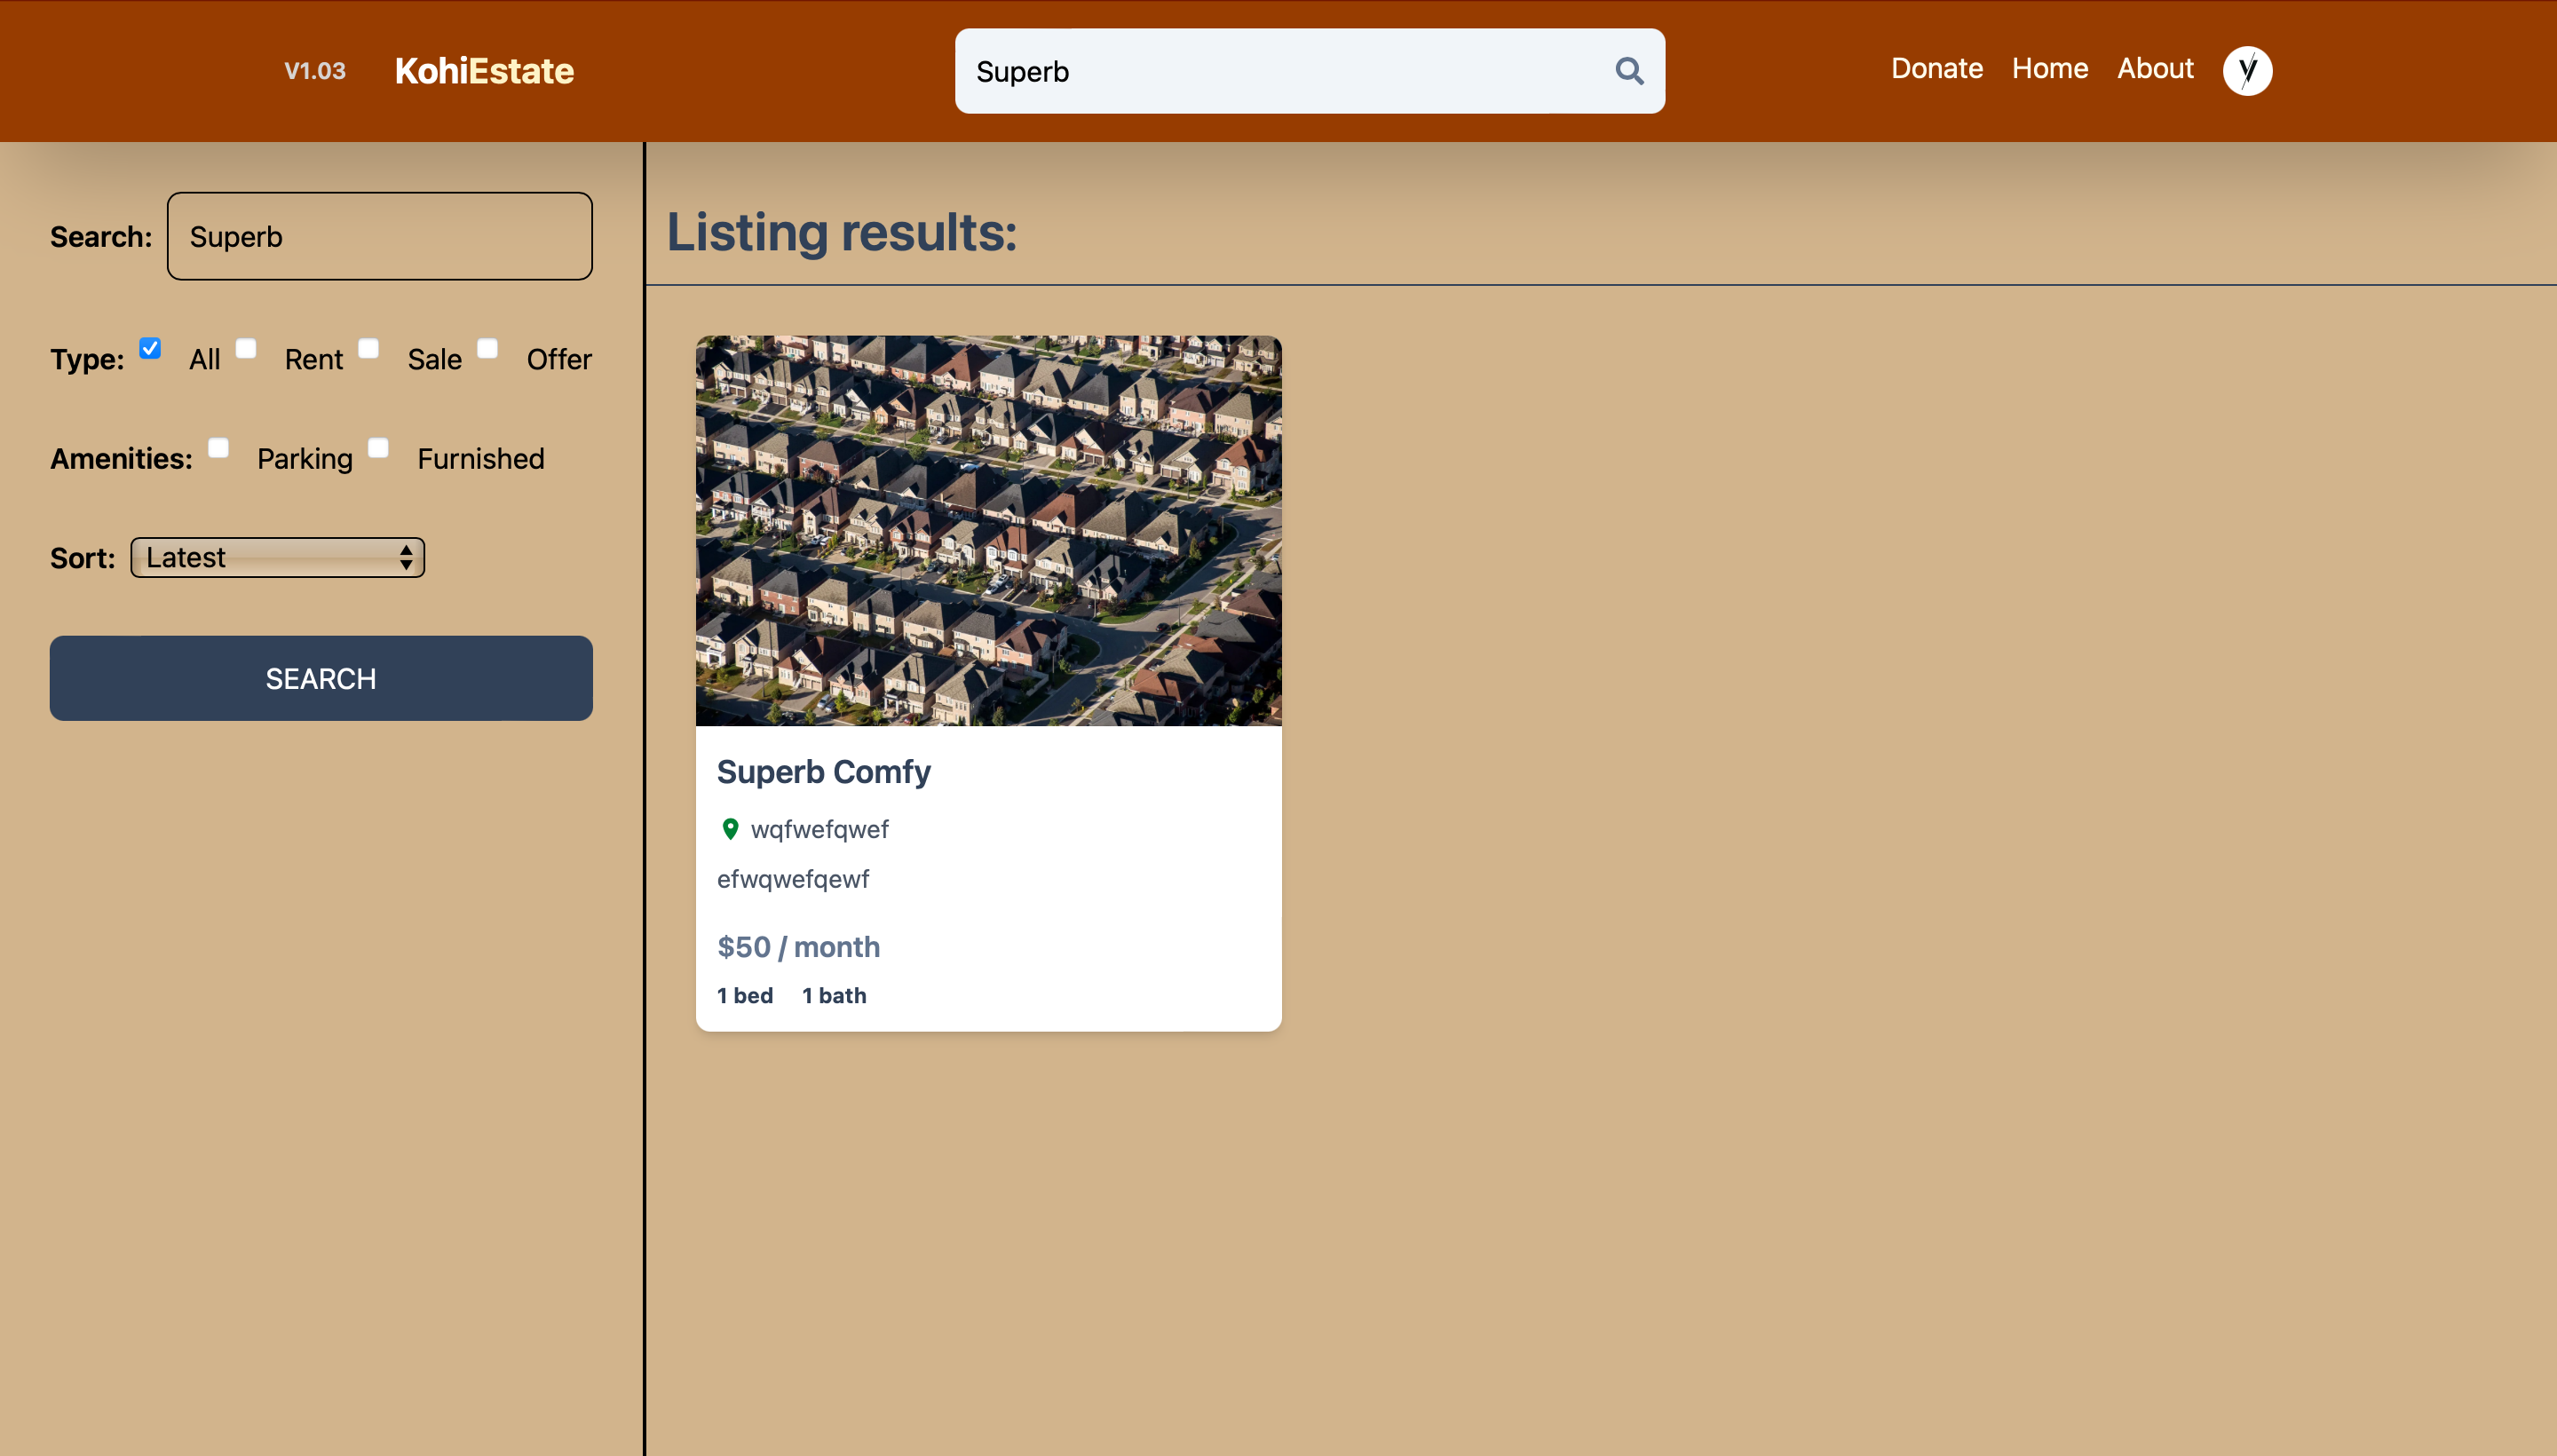 V1.03 KohiEstate Superb Donate Home About
Search: Superb
Type: All Rent Sale Offer
Amenities: Parking Furnished
Sort: Latest
SEARCH
Listing results:
Superb Comfy
wqfwefqwef
efwqwefqewf
$50 / month
1 bed 1 bath